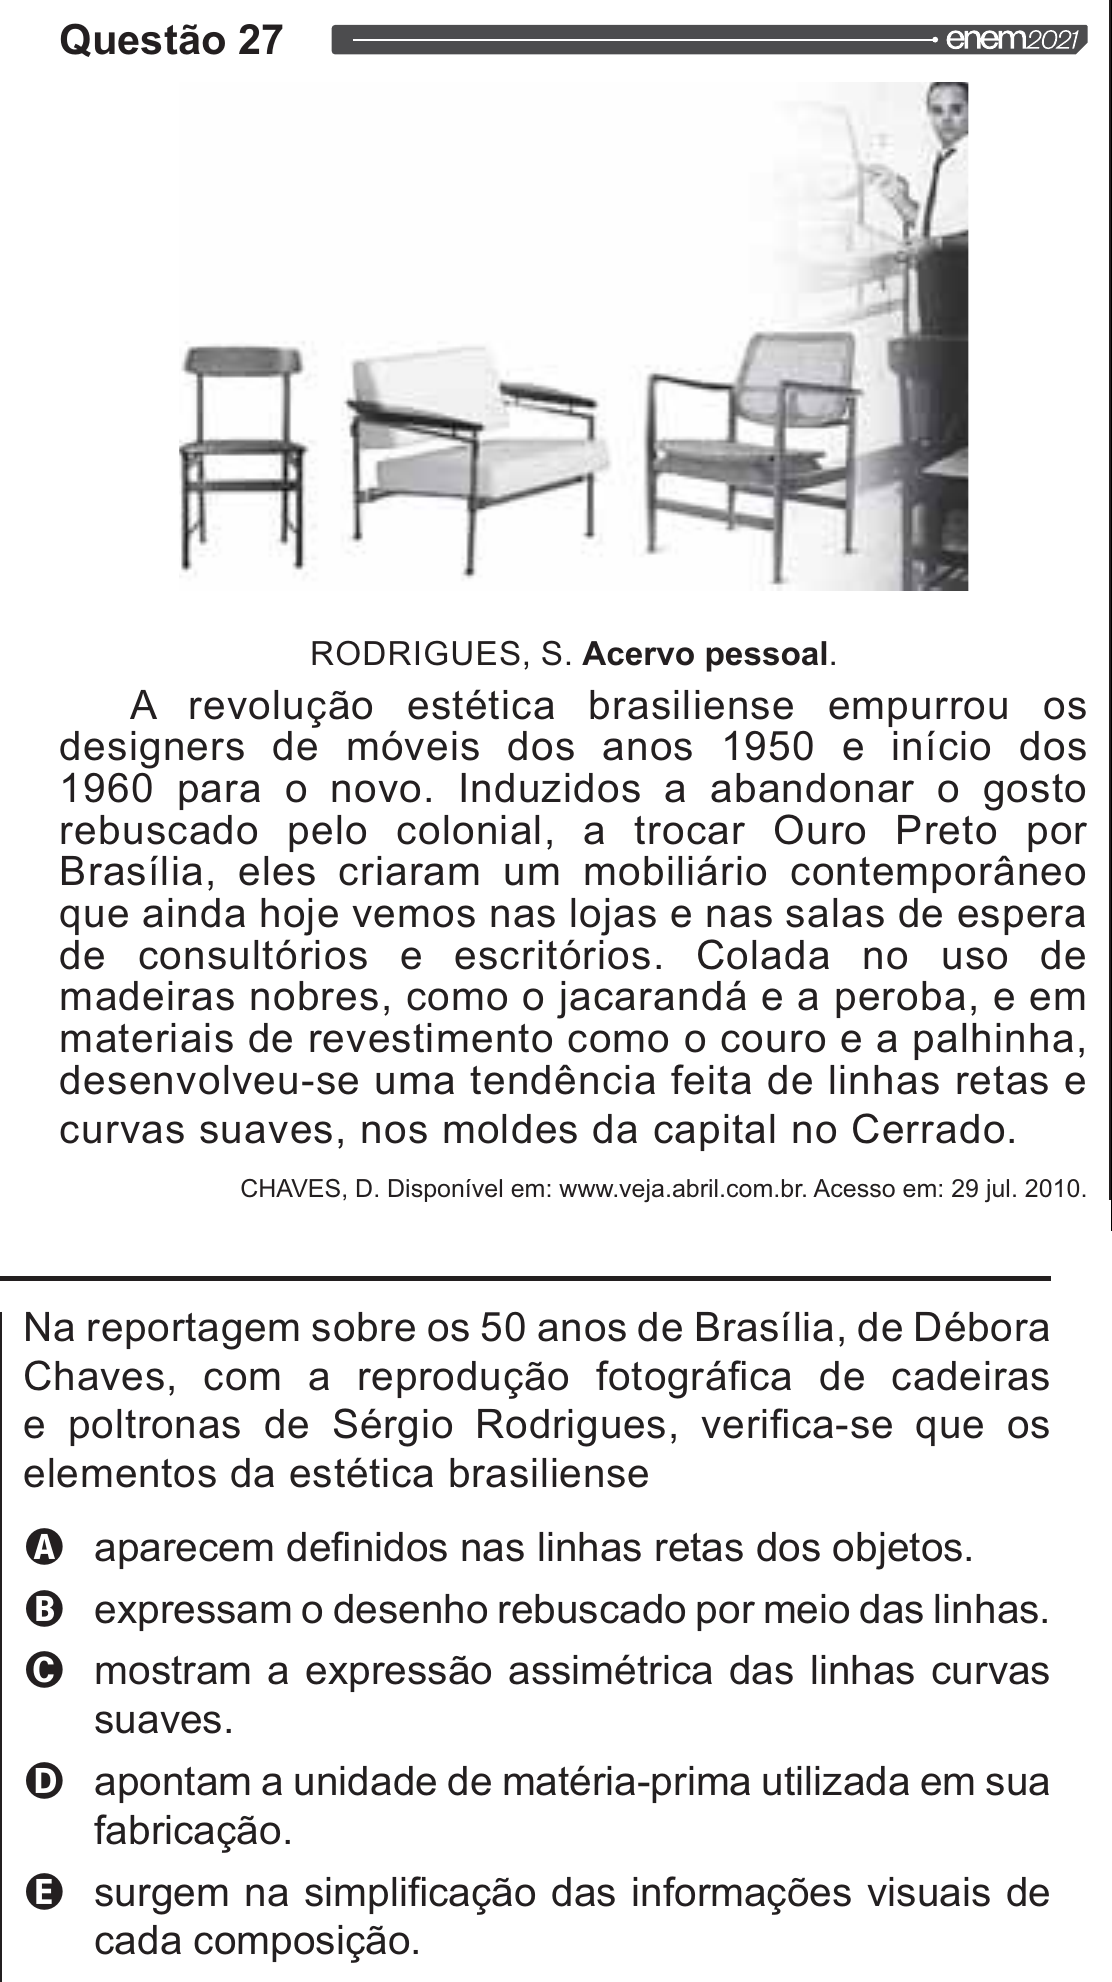 Questão 27
enem2021
RODRIGUES, S. Acervo pessoal.
A revolução estética brasiliense empurrou os
designers de móveis dos anos 1950 e início dos
1960 para o novo. Induzidos a abandonar o gosto
rebuscado pelo colonial, a trocar Ouro Preto por
Brasília, eles criaram um mobiliário contemporâneo
que ainda hoje vemos nas lojas e nas salas de espera
de consultórios e escritórios. Colada no uso de
madeiras nobres, como o jacarandá e a peroba, e em
materiais de revestimento como o couro e a palhinha,
desenvolveu-se uma tendência feita de linhas retas e
curvas suaves, nos moldes da capital no Cerrado.
CHAVES, D. Disponível em: www.veja.abril.com.br. Acesso em: 29 jul. 2010.
Na reportagem sobre os 50 anos de Brasília, de Débora
Chaves, com a reprodução fotográfica de cadeiras
e poltronas de Sérgio Rodrigues, verifica-se que os
elementos da estética brasiliense
A aparecem definidos nas linhas retas dos objetos.
B expressam o desenho rebuscado por meio das linhas.
C mostram a expressão assimétrica das linhas curvas
suaves.
D apontam a unidade de matéria-prima utilizada em sua
fabricação.
E surgem na simplificação das informações visuais de
cada composição.